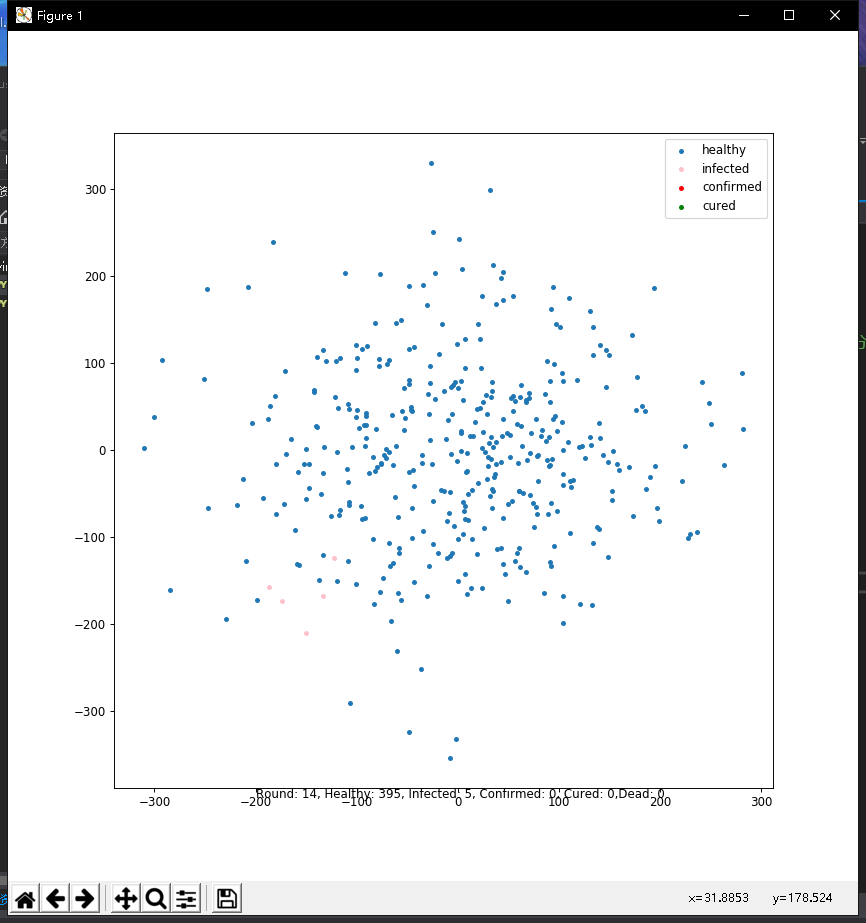 Figure 1
healthy
infected
confirmed
cured
300
200
100
0
−100
−200
−300
−300 −200 −100 0 100 200 300
Round: 14, Healthy: 395, Infected: 5, Confirmed: 0, Cured: 0,Dead: 0
x=31.8853 y=178.524